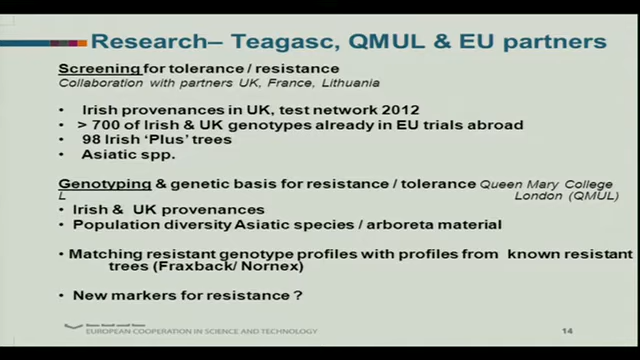 Research– Teagasc, QMUL & EU partners
Screening for tolerance / resistance
Collaboration with partners UK, France, Lithuania
• Irish provenances in UK, test network 2012
• > 700 of Irish & UK genotypes already in EU trials abroad
• 98 Irish ‘Plus’ trees
• Asiatic spp.
Genotyping & genetic basis for resistance / tolerance Queen Mary College
L London (QMUL)
• Irish & UK provenances
• Population diversity Asiatic species / arboreta material
• Matching resistant genotype profiles with profiles from known resistant
trees (Fraxback/ Nornex)
• New markers for resistance ?
EUROPEAN COOPERATION IN SCIENCE AND TECHNOLOGY
14